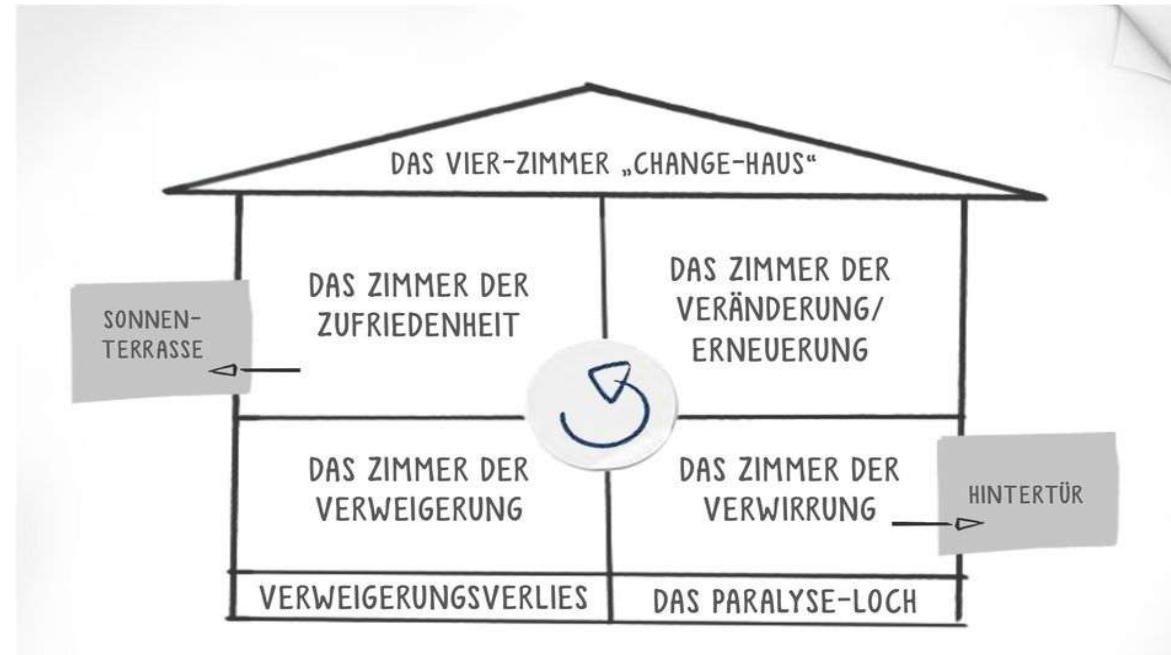 DAS VIER-ZIMMER „CHANGE-HAUS“
DAS ZIMMER DER
ZUFRIEDENHEIT
DAS ZIMMER DER
VERÄNDERUNG/
ERNEUERUNG
SONNEN-
TERRASSE
DAS ZIMMER DER
VERWEIGERUNG
DAS ZIMMER DER
VERWIRRUNG
HINTERTÜR
VERWEIGERUNGSVERLIES
DAS PARALYSE-LOCH